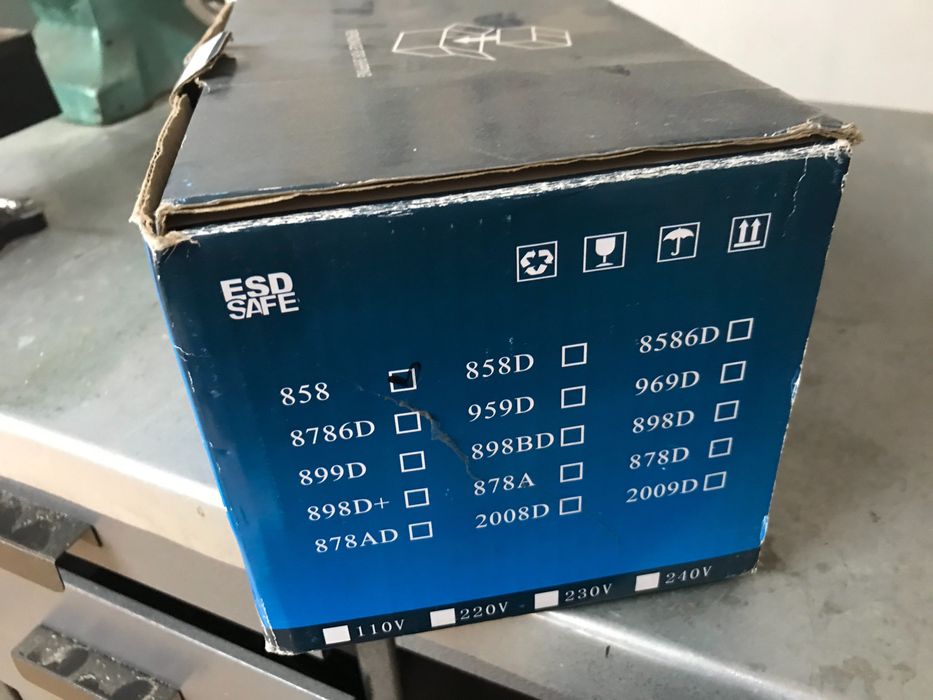 ESD
SAFE
858 858D 8586D
8786D 959D 969D
899D 898BD 898D
898D+ 878A 878D
878AD 2008D 2009D
110V 220V 230V 240V